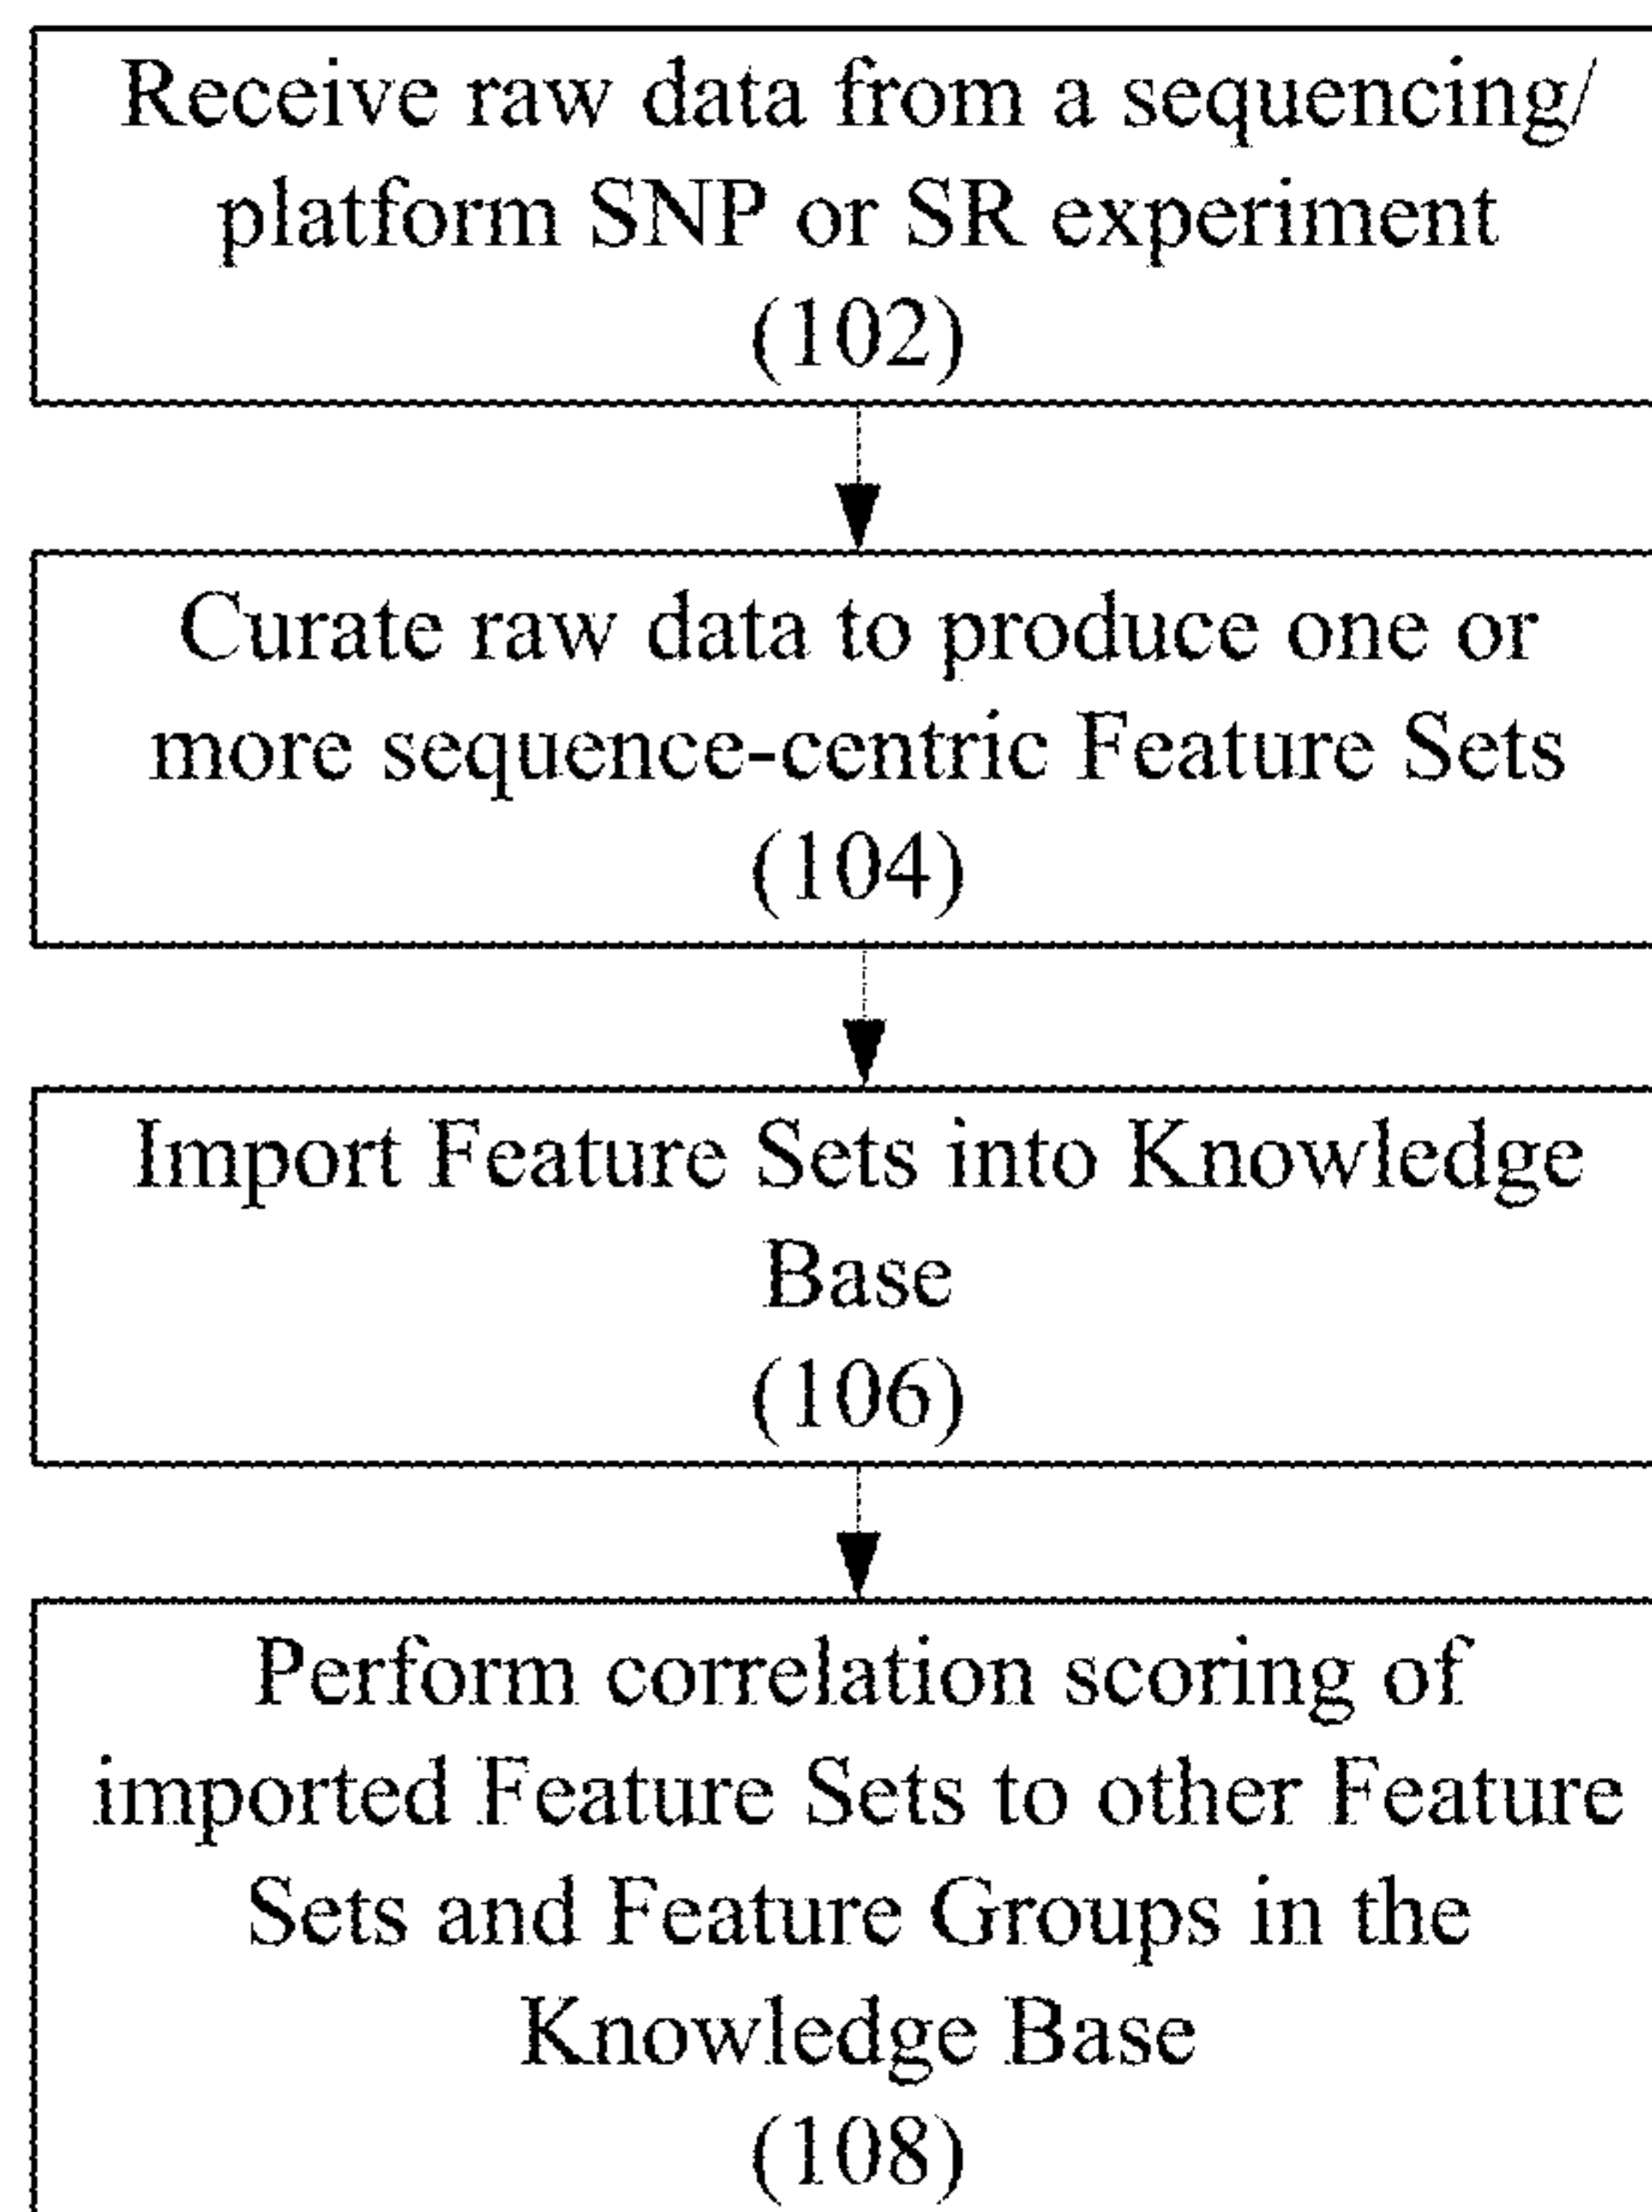 Receive raw data from a sequencing/
platform SNP or SR experiment
(102)
Curate raw data to produce one or
more sequence-centric Feature Sets
(104)
Import Feature Sets into Knowledge
Base
(106)
Perform correlation scoring of
imported Feature Sets to other Feature
Sets and Feature Groups in the
Knowledge Base
(108)